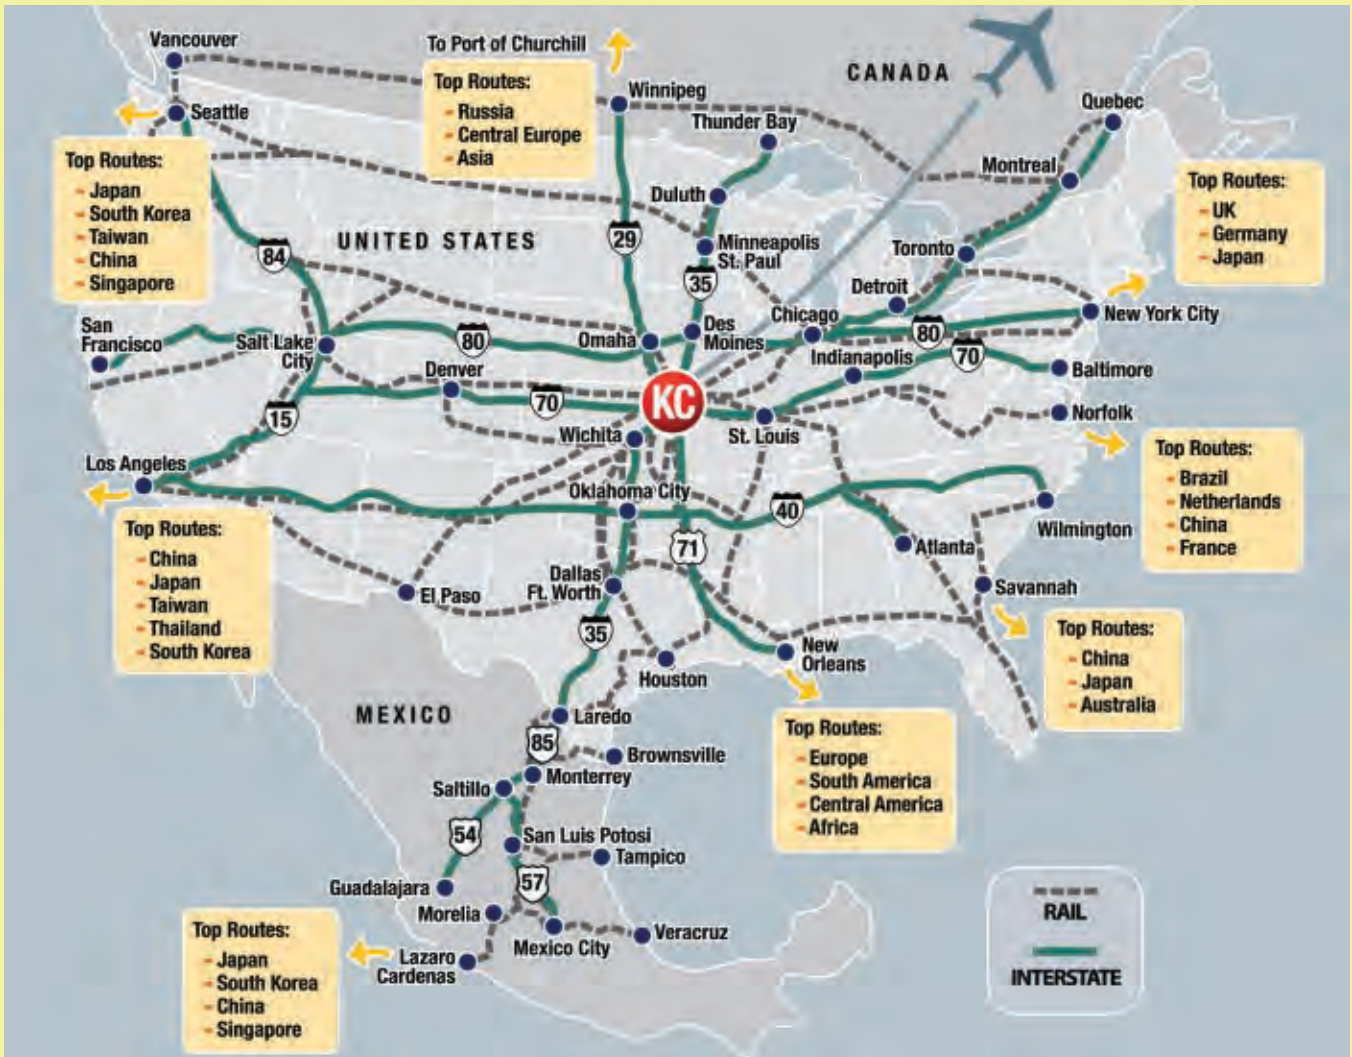 Vancouver
To Port of Churchill
CANADA
Seattle
Top Routes:
- Russia
- Central Europe
- Asia
Winnipeg
Thunder Bay
Quebec
Montreal
Top Routes:
- Japan
- South Korea
- Taiwan
- China
- Singapore
Top Routes:
- UK
- Germany
- Japan
Duluth
UNITED STATES
29
Minneapolis
St. Paul
Toronto
84
35
Detroit
San
Francisco
Salt Lake
City
80
Omaha
Des
Moines
Chicago
80
New York City
Denver
Indianapolis
70
Baltimore
15
70
KC
Norfolk
Wichita
St. Louis
Los Angeles
Top Routes:
- Brazil
- Netherlands
- China
- France
Oklahoma City
40
Wilmington
Top Routes:
- China
- Japan
- Taiwan
- Thailand
- South Korea
71
Atlanta
El Paso
Dallas
Ft. Worth
Savannah
35
Top Routes:
- China
- Japan
- Australia
New
Orleans
Houston
MEXICO
Laredo
85
Brownsville
Top Routes:
- Europe
- South America
- Central America
- Africa
Monterrey
Saltillo
54
San Luis Potosi
Tampico
Guadalajara
57
Morelia
Mexico City
Veracruz
RAIL
INTERSTATE
Top Routes:
- Japan
- South Korea
- China
- Singapore
Lazaro
Cardenas